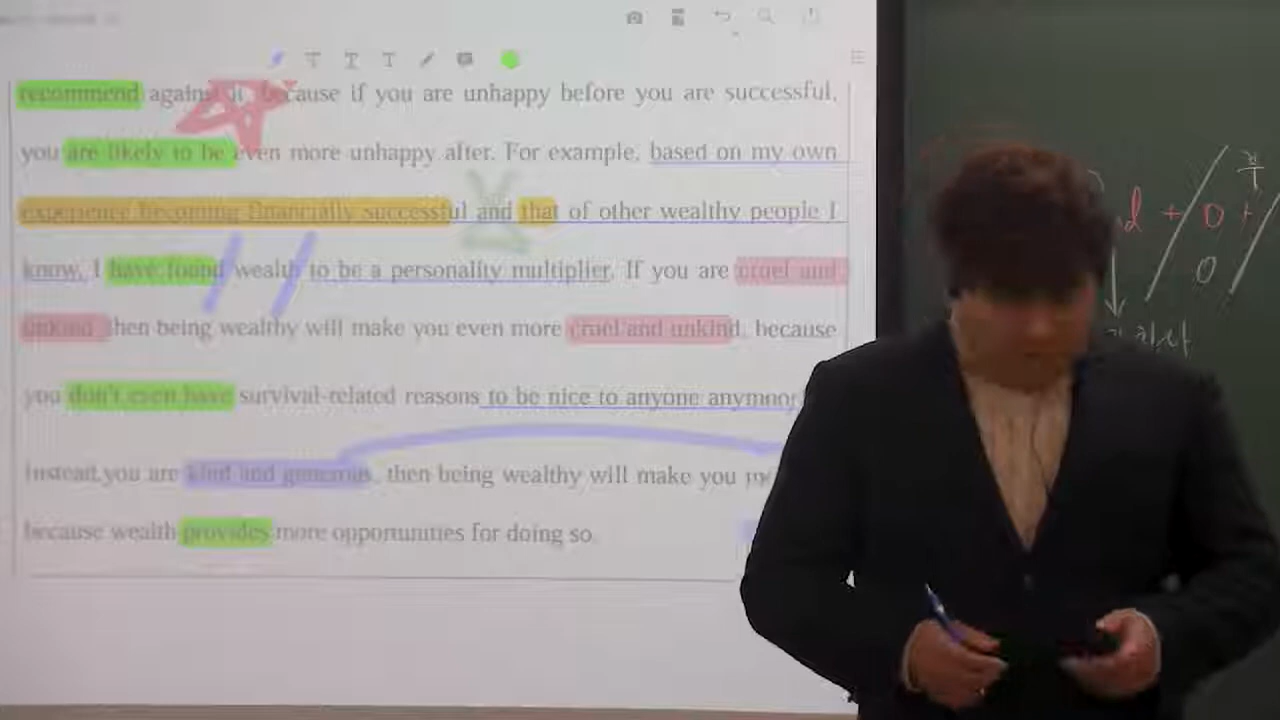 recommend against it, because if you are unhappy before you are successful,
you are likely to be even more unhappy after. For example, based on my own
experience becoming financially successful and that of other wealthy people I
know, I have found wealth to be a personality multiplier. If you are cruel and
unkind then being wealthy will make you even more cruel and unkind, because
you don't even have survival-related reasons to be nice to anyone anymor
Instead, you are kind and generous, then being wealthy will make you
because wealth provides more opportunities for doing so.
d + 0 +
0